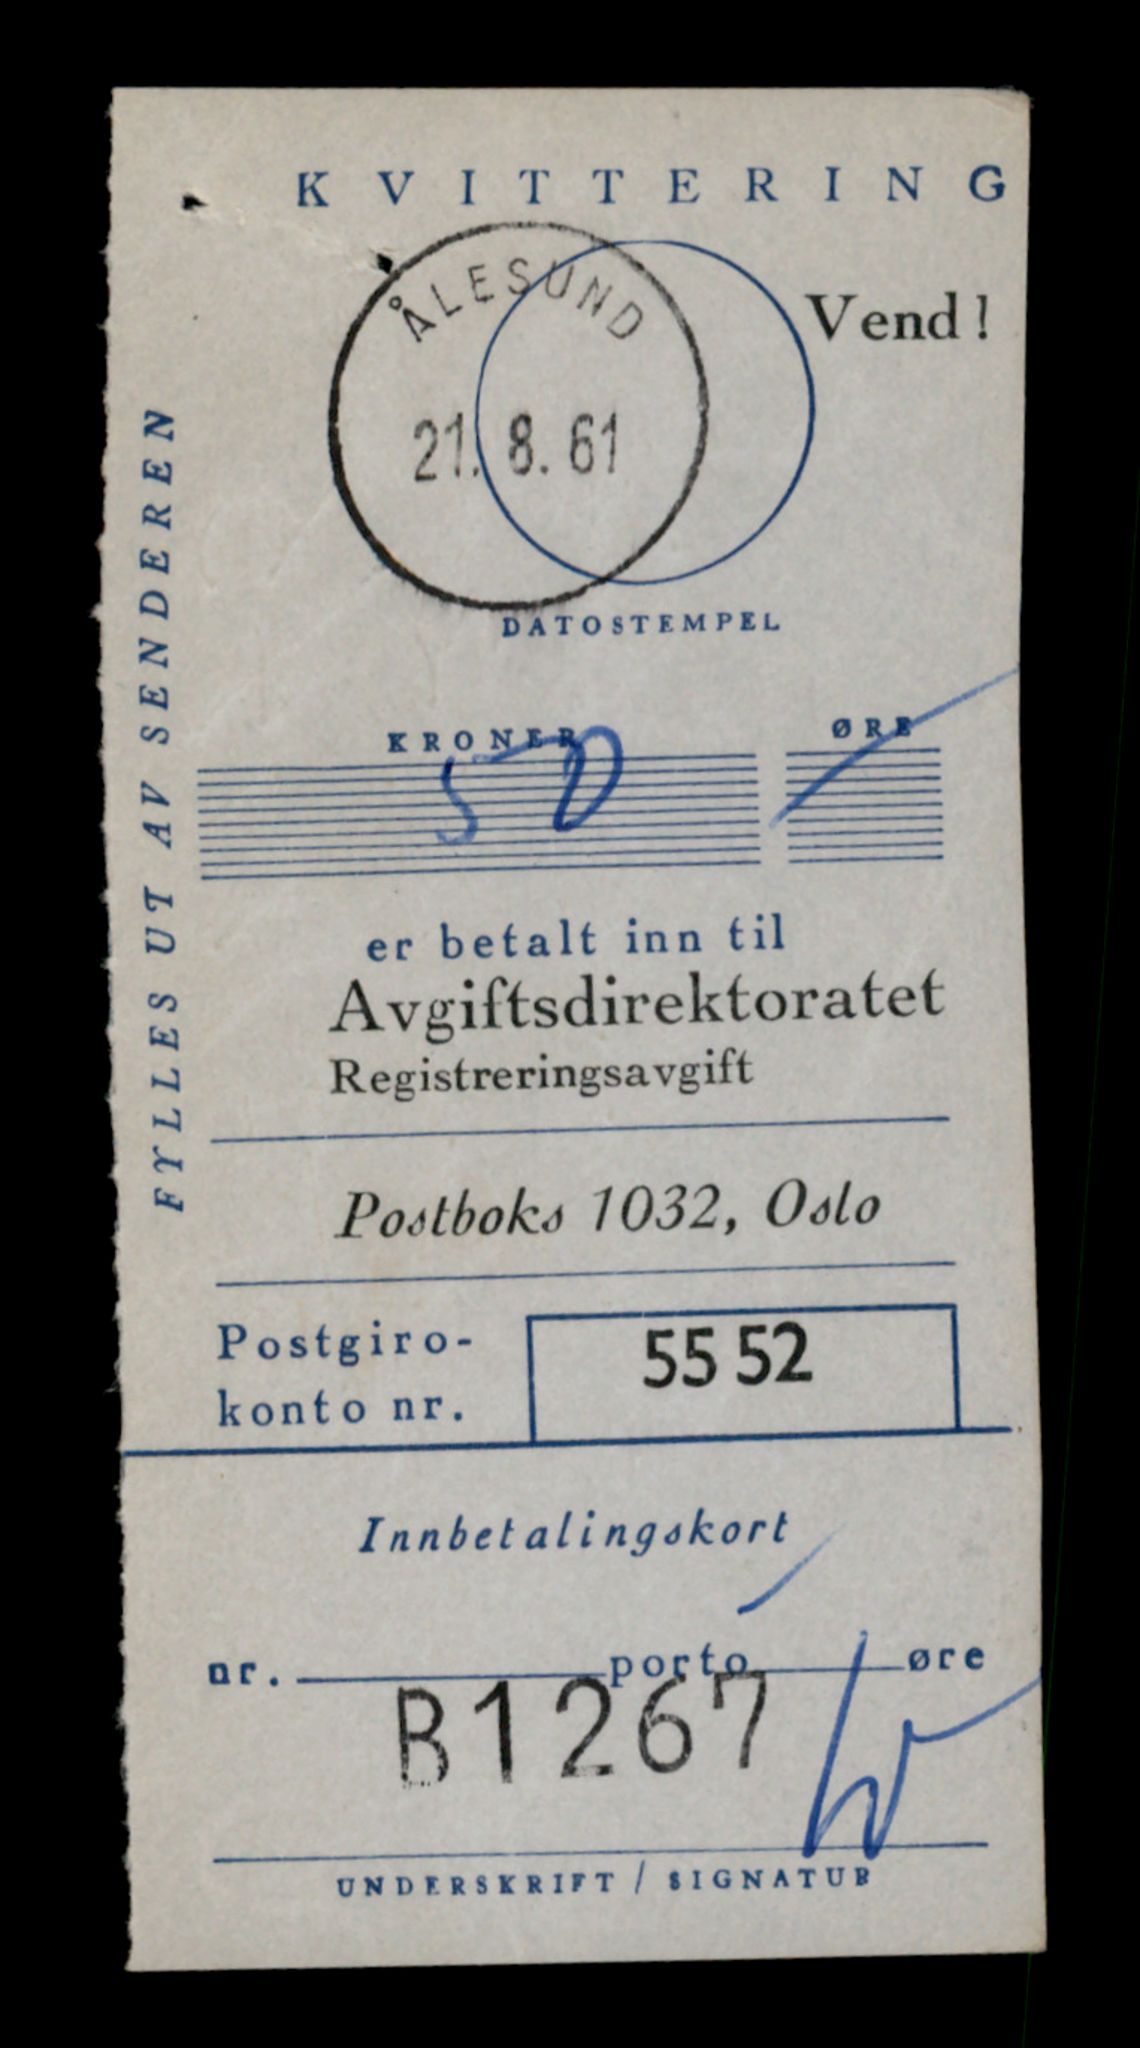 KVITTERING
ÅLESUND
Vend!
21.8.61
DATOSTEMPEL
FYLLES UT AV SENDEREN
KRONER ØRE
50
er betalt inn til
Avgiftsdirektoratet
Registreringsavgift
Postboks 1032, Oslo
Postgiro-
konto nr.
55 52
Innbetalingskort
nr. porto øre
B1267
UNDERSKRIFT / SIGNATUR